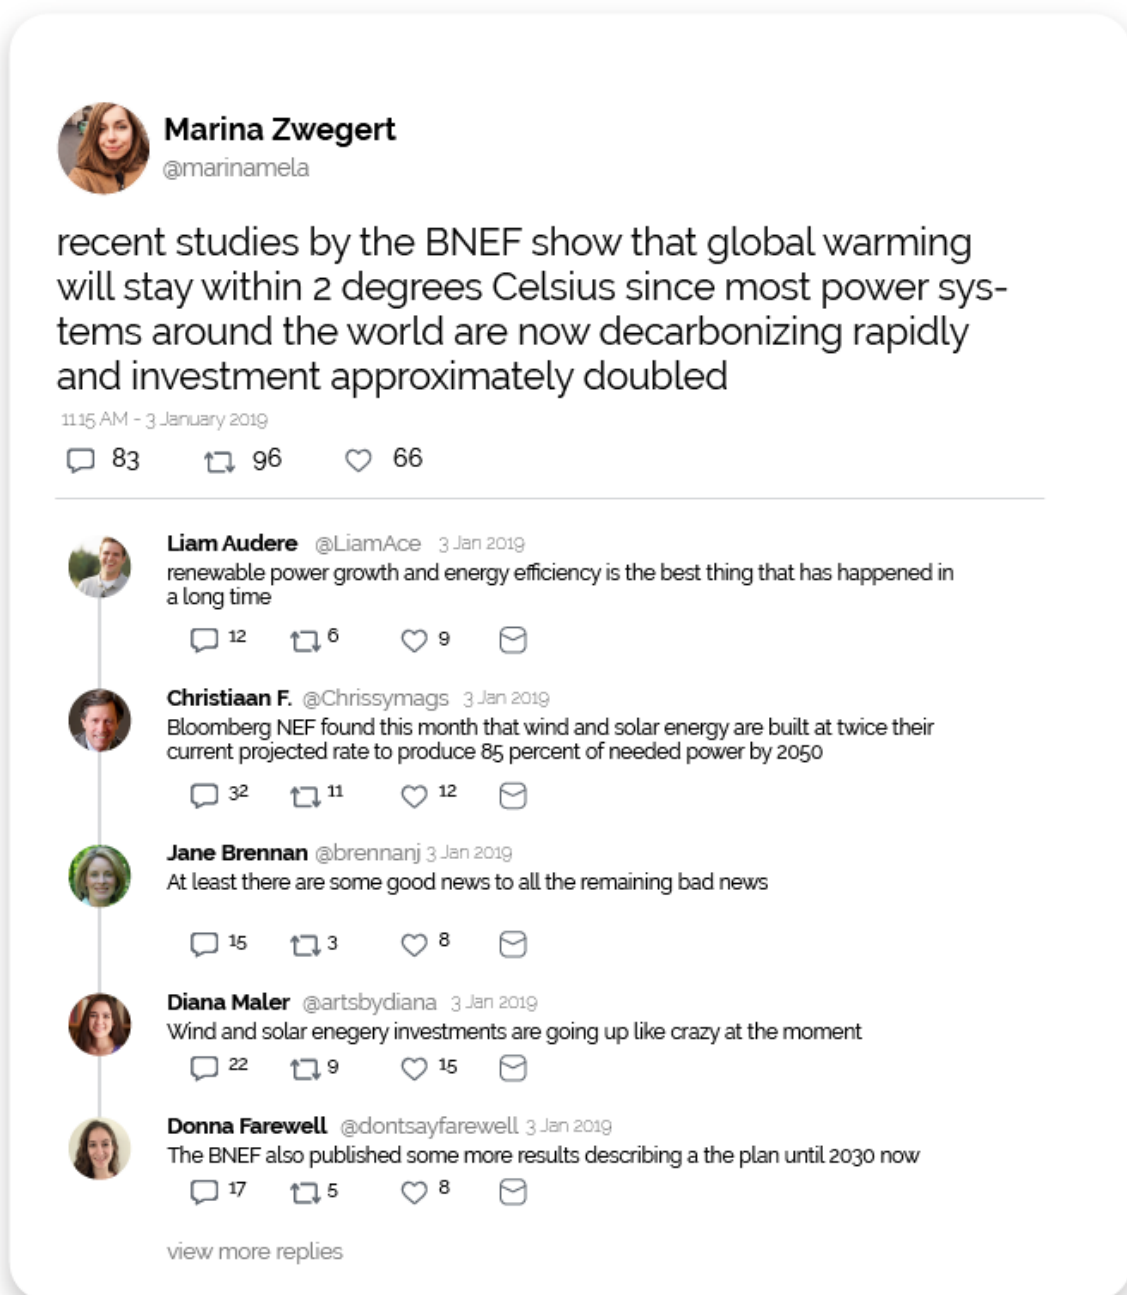 Marina Zwegert
@marinamela
recent studies by the BNEF show that global warming
will stay within 2 degrees Celsius since most power sys-
tems around the world are now decarbonizing rapidly
and investment approximately doubled
11:15 AM - 3 January 2019
83 96 66
Liam Audere @LiamAce 3 Jan 2019
renewable power growth and energy efficiency is the best thing that has happened in
a long time
12 6 9
Christiaan F. @Chrissymags 3 Jan 2019
Bloomberg NEF found this month that wind and solar energy are built at twice their
current projected rate to produce 85 percent of needed power by 2050
32 11 12
Jane Brennan @brennanj 3 Jan 2019
At least there are some good news to all the remaining bad news
15 3 8
Diana Maler @artsbydiana 3 Jan 2019
Wind and solar enegery investments are going up like crazy at the moment
22 9 15
Donna Farewell @dontsayfarewell 3 Jan 2019
The BNEF also published some more results describing a the plan until 2030 now
17 5 8
view more replies